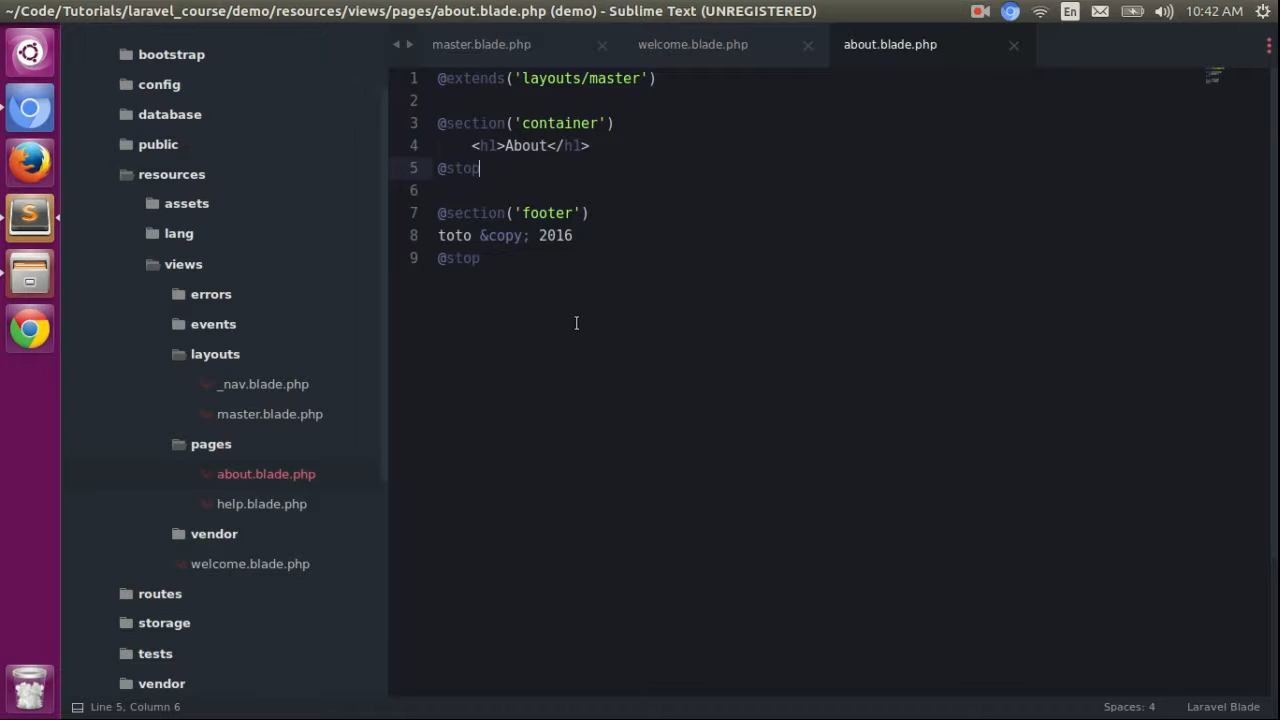 ~/Code/Tutorials/laravel_course/demo/resources/views/pages/about.blade.php (demo) - Sublime Text (UNREGISTERED)
En
10:42 AM
bootstrap
config
database
public
resources
assets
lang
views
errors
events
layouts
_nav.blade.php
master.blade.php
pages
about.blade.php
help.blade.php
vendor
welcome.blade.php
routes
storage
tests
vendor
master.blade.php
welcome.blade.php
about.blade.php
1 @extends('layouts/master')
2
3 @section('container')
4     <h1>About</h1>
5 @stop
6
7 @section('footer')
8 toto &copy; 2016
9 @stop
Line 5, Column 6
Spaces: 4
Laravel Blade